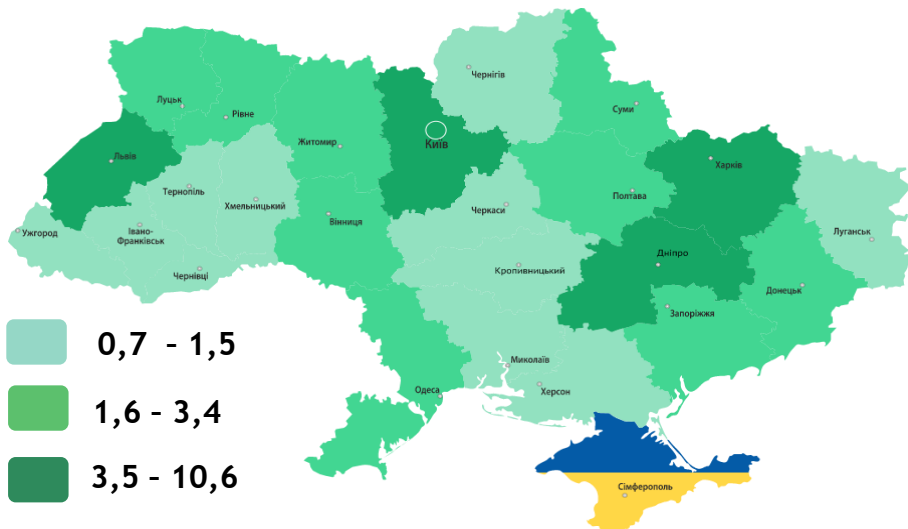 Чернігів
Луцьк
Рівне
Суми
Київ
Житомир
Львів
Харків
Тернопіль
Хмельницький
Полтава
Черкаси
Вінниця
Ужгород
Івано-
Франківськ
Луганськ
Чернівці
Кропивницький
Дніпро
Донецьк
Запоріжжя
0,7 - 1,5
Миколаїв
Одеса
Херсон
1,6 - 3,4
3,5 - 10,6
Сімферополь